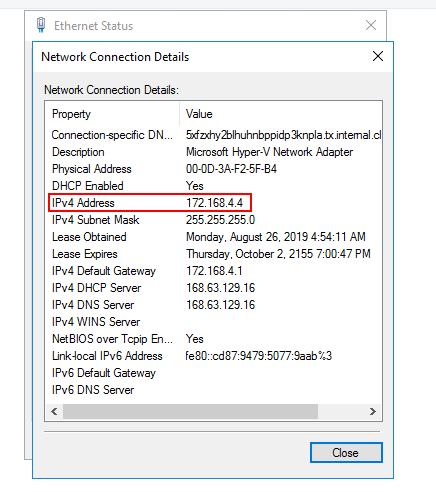 Ethernet Status
Network Connection Details
Network Connection Details:
Property Value
Connection-specific DN... 5xfzxhy2blhuhnbppidp3knpla.tx.internal.cl
Description Microsoft Hyper-V Network Adapter
Physical Address 00-0D-3A-F2-5F-B4
DHCP Enabled Yes
IPv4 Address 172.168.4.4
IPv4 Subnet Mask 255.255.255.0
Lease Obtained Monday, August 26, 2019 4:54:11 AM
Lease Expires Thursday, October 2, 2155 7:00:47 PM
IPv4 Default Gateway 172.168.4.1
IPv4 DHCP Server 168.63.129.16
IPv4 DNS Server 168.63.129.16
IPv4 WINS Server
NetBIOS over Tcpip En... Yes
Link-local IPv6 Address fe80::cd87:9479:5077:9aab%3
IPv6 Default Gateway
IPv6 DNS Server
Close